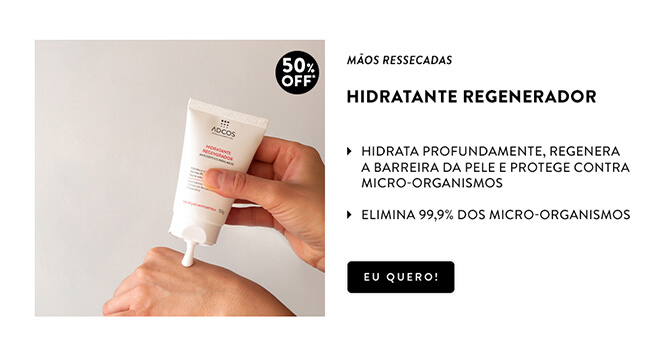 50%
OFF*
ADCOS
HIDRATANTE
REGENERADOR
MÃOS RESSECADAS
HIDRATANTE REGENERADOR
HIDRATA PROFUNDAMENTE, REGENERA
A BARREIRA DA PELE E PROTEGE CONTRA
MICRO-ORGANISMOS
ELIMINA 99,9% DOS MICRO-ORGANISMOS
EU QUERO!